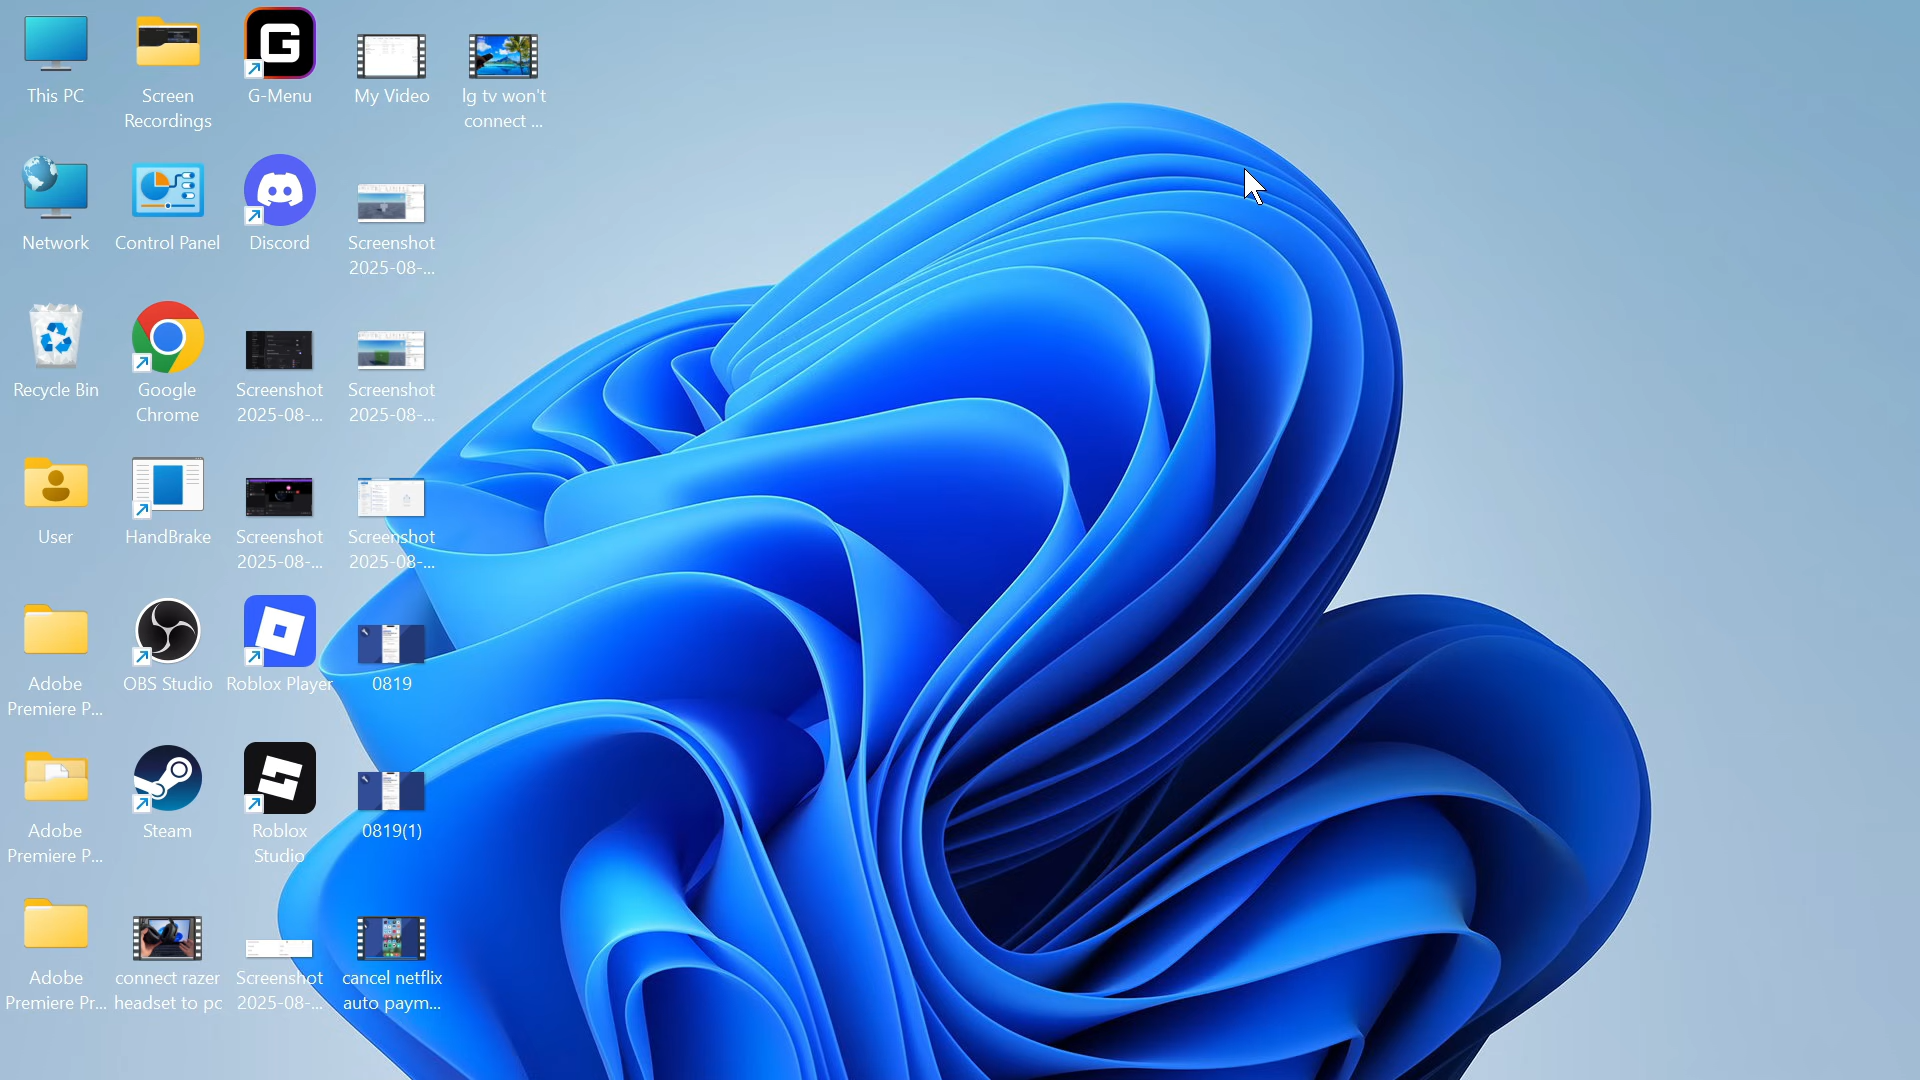 This PC
Screen
Recordings
G-Menu
My Video
lg tv won't
connect ...
Network
Control Panel
Discord
Screenshot
2025-08-...
Recycle Bin
Google
Chrome
Screenshot
2025-08-...
Screenshot
2025-08-...
User
HandBrake
Screenshot
2025-08-...
Screenshot
2025-08-...
Adobe
Premiere P...
OBS Studio
Roblox Player
0819
Adobe
Premiere P...
Steam
Roblox
Studio
0819(1)
Adobe
Premiere Pr...
connect razer
headset to pc
Screenshot
2025-08-...
cancel netflix
auto paym...